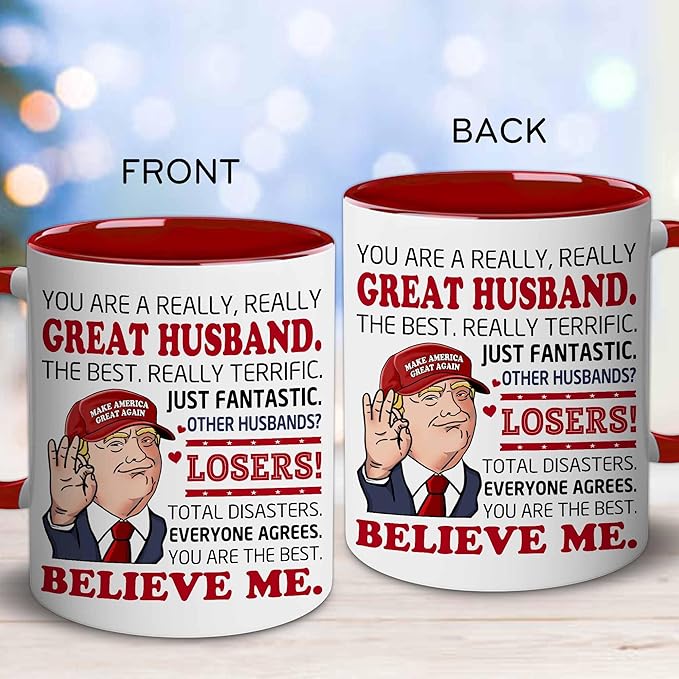 FRONT
YOU ARE A REALLY, REALLY
GREAT HUSBAND.
THE BEST. REALLY TERRIFIC.
JUST FANTASTIC.
MAKE AMERICA
GREAT AGAIN
OTHER HUSBANDS?
LOSERS!
TOTAL DISASTERS.
EVERYONE AGREES.
YOU ARE THE BEST.
BELIEVE ME.
BACK
YOU ARE A REALLY, REALLY
GREAT HUSBAND.
THE BEST. REALLY TERRIFIC.
JUST FANTASTIC.
MAKE AMERICA
GREAT AGAIN
OTHER HUSBANDS?
LOSERS!
TOTAL DISASTERS.
EVERYONE AGREES.
YOU ARE THE BEST.
BELIEVE ME.